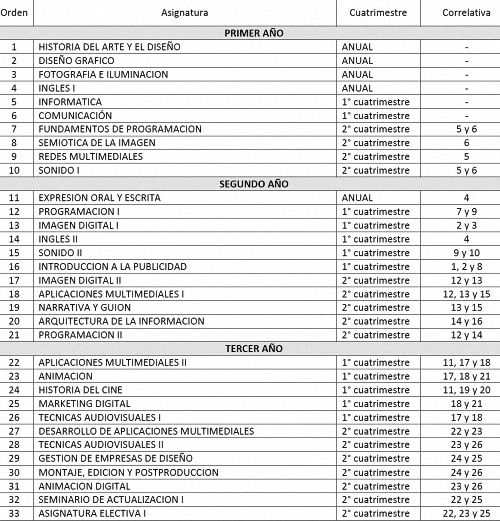 Orden Asignatura Cuatrimestre Correlativa
PRIMER AÑO
1 HISTORIA DEL ARTE Y EL DISEÑO ANUAL -
2 DISEÑO GRAFICO ANUAL -
3 FOTOGRAFIA E ILUMINACION ANUAL -
4 INGLES I ANUAL -
5 INFORMATICA 1° cuatrimestre -
6 COMUNICACIÓN 1° cuatrimestre -
7 FUNDAMENTOS DE PROGRAMACION 2° cuatrimestre 5 y 6
8 SEMIOTICA DE LA IMAGEN 2° cuatrimestre 6
9 REDES MULTIMEDIALES 2° cuatrimestre 5
10 SONIDO I 2° cuatrimestre 5 y 6
SEGUNDO AÑO
11 EXPRESION ORAL Y ESCRITA ANUAL 4
12 PROGRAMACION I 1° cuatrimestre 7 y 9
13 IMAGEN DIGITAL I 1° cuatrimestre 2 y 3
14 INGLES II 1° cuatrimestre 4
15 SONIDO II 1° cuatrimestre 9 y 10
16 INTRODUCCION A LA PUBLICIDAD 1° cuatrimestre 1, 2 y 8
17 IMAGEN DIGITAL II 2° cuatrimestre 12 y 13
18 APLICACIONES MULTIMEDIALES I 2° cuatrimestre 12, 13 y 15
19 NARRATIVA Y GUION 2° cuatrimestre 13 y 15
20 ARQUITECTURA DE LA INFORMACION 2° cuatrimestre 14 y 16
21 PROGRAMACION II 2° cuatrimestre 12 y 14
TERCER AÑO
22 APLICACIONES MULTIMEDIALES II 1° cuatrimestre 11, 17 y 18
23 ANIMACION 1° cuatrimestre 17, 18 y 21
24 HISTORIA DEL CINE 1° cuatrimestre 11, 19 y 20
25 MARKETING DIGITAL 1° cuatrimestre 18 y 21
26 TECNICAS AUDIOVISUALES I 1° cuatrimestre 17 y 18
27 DESARROLLO DE APLICACIONES MULTIMEDIALES 2° cuatrimestre 22 y 23
28 TECNICAS AUDIOVISUALES II 2° cuatrimestre 23 y 26
29 GESTION DE EMPRESAS DE DISEÑO 2° cuatrimestre 24 y 25
30 MONTAJE, EDICION Y POSTPRODUCCION 2° cuatrimestre 24 y 26
31 ANIMACION DIGITAL 2° cuatrimestre 23 y 26
32 SEMINARIO DE ACTUALIZACION I 2° cuatrimestre 22 y 25
33 ASIGNATURA ELECTIVA I 2° cuatrimestre 22, 23 y 25